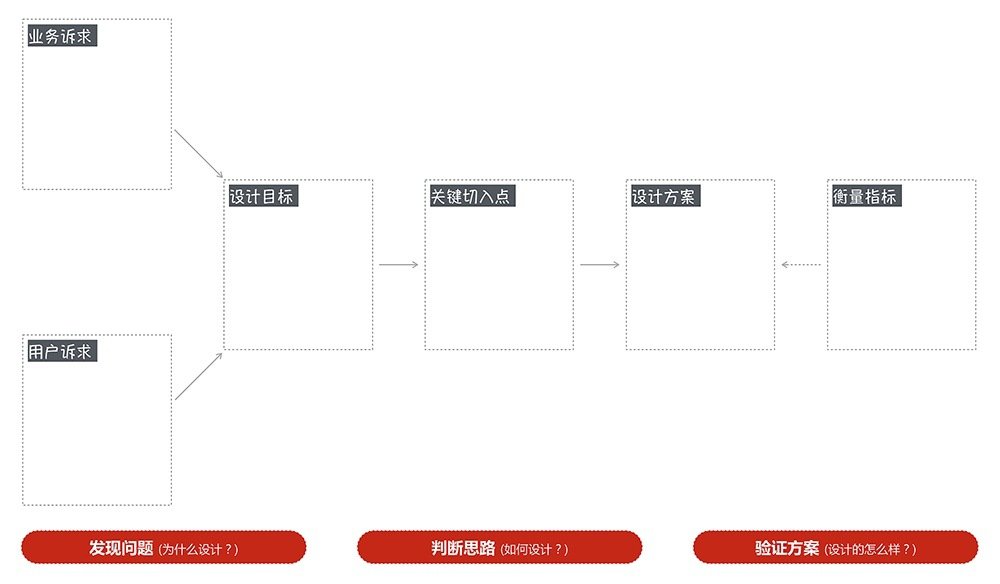 业务诉求
设计目标
关键切入点
设计方案
衡量指标
用户诉求
发现问题 (为什么设计？)
判断思路 (如何设计？)
验证方案 (设计的怎么样？)